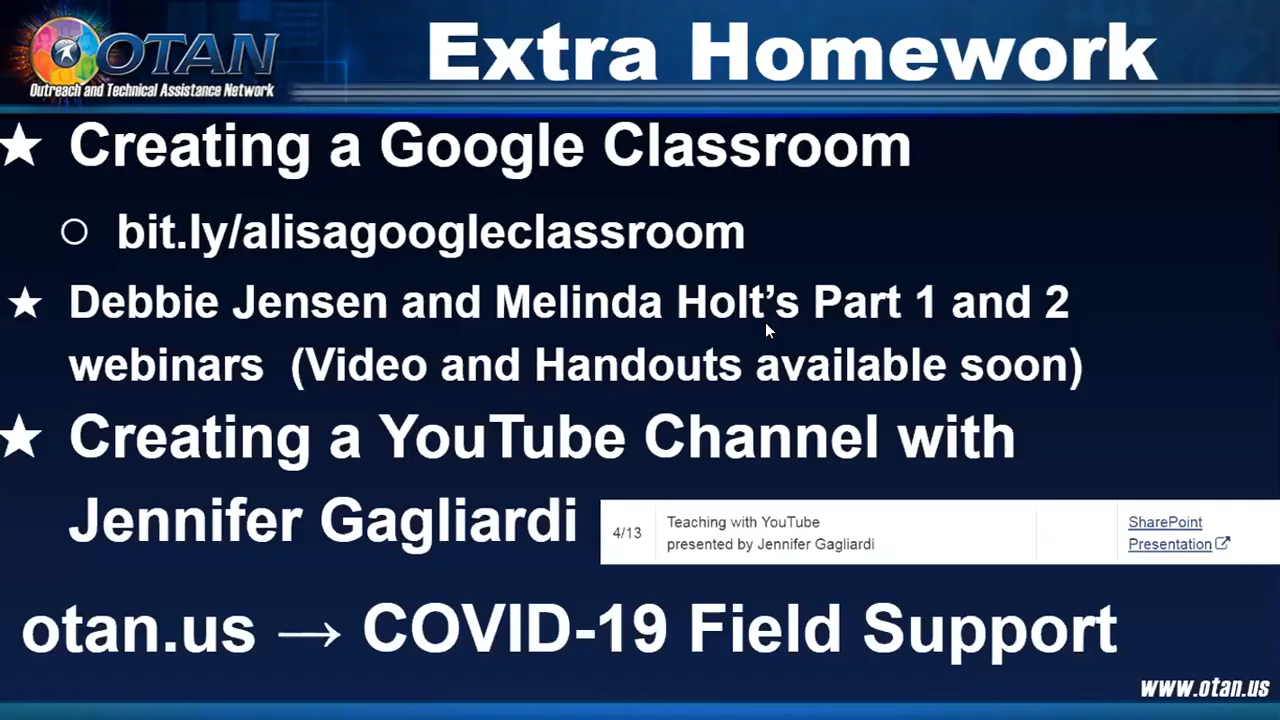 OTAN
Outreach and Technical Assistance Network
Extra Homework
★ Creating a Google Classroom
○ bit.ly/alisagoogleclassroom
★ Debbie Jensen and Melinda Holt’s Part 1 and 2
webinars (Video and Handouts available soon)
★ Creating a YouTube Channel with
Jennifer Gagliardi
4/13
Teaching with YouTube
presented by Jennifer Gagliardi
SharePoint
Presentation
otan.us → COVID-19 Field Support
www.otan.us